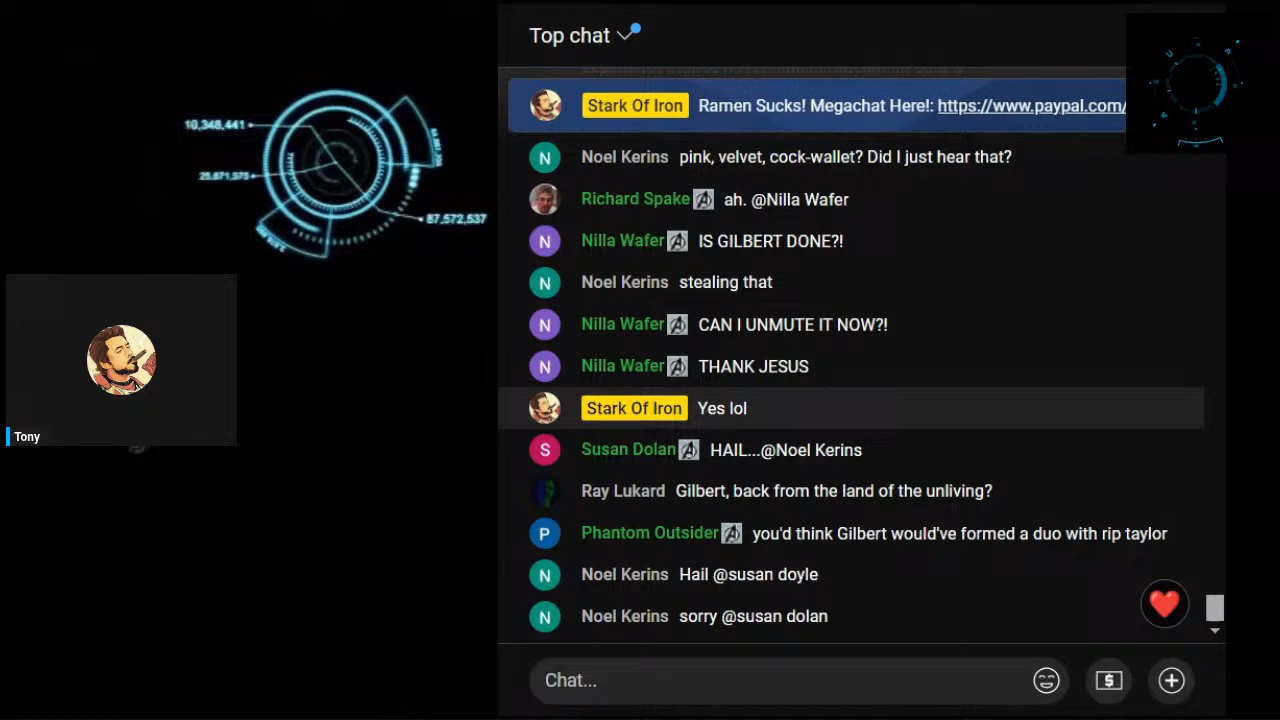 Top chat
Stark Of Iron Ramen Sucks! Megachat Here!: https://www.paypal.com/
10,348,441
N Noel Kerins pink, velvet, cock-wallet? Did I just hear that?
25,671,575
Richard Spake ah. @Nilla Wafer
87,572,537
N Nilla Wafer IS GILBERT DONE?!
N Noel Kerins stealing that
N Nilla Wafer CAN I UNMUTE IT NOW?!
N Nilla Wafer THANK JESUS
Stark Of Iron Yes lol
Tony
S Susan Dolan HAIL...@Noel Kerins
Ray Lukard Gilbert, back from the land of the unliving?
P Phantom Outsider you'd think Gilbert would've formed a duo with rip taylor
N Noel Kerins Hail @susan doyle
N Noel Kerins sorry @susan dolan
Chat...